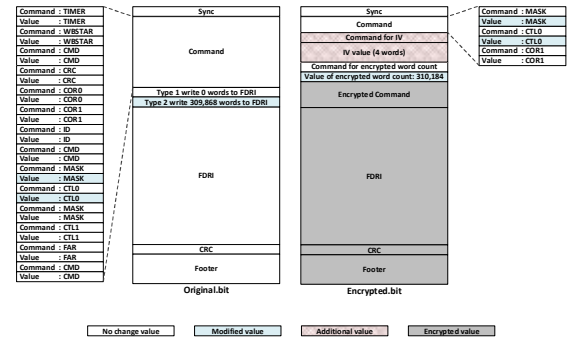 Command : TIMER
Value : TIMER
Command : WBSTAR
Value : WBSTAR
Command : CMD
Value : CMD
Command : CRC
Value : CRC
Command : COR0
Value : COR0
Command : COR1
Value : COR1
Command : ID
Value : ID
Command : CMD
Value : CMD
Command : MASK
Value : MASK
Command : CTL0
Value : CTL0
Command : MASK
Value : MASK
Command : CTL1
Value : CTL1
Command : FAR
Value : FAR
Command : CMD
Value : CMD
Sync
Command
Type 1 write 0 words to FDRI
Type 2 write 309,868 words to FDRI
FDRI
CRC
Footer
Original.bit
Sync
Command
Command for IV
IV value (4 words)
Command for encrypted word count
Value of encrypted word count: 310,184
Encrypted Command
FDRI
CRC
Footer
Encrypted.bit
Command : MASK
Value : MASK
Command : CTL0
Value : CTL0
Command : COR1
Value : COR1
No change value
Modified value
Additional value
Encrypted value